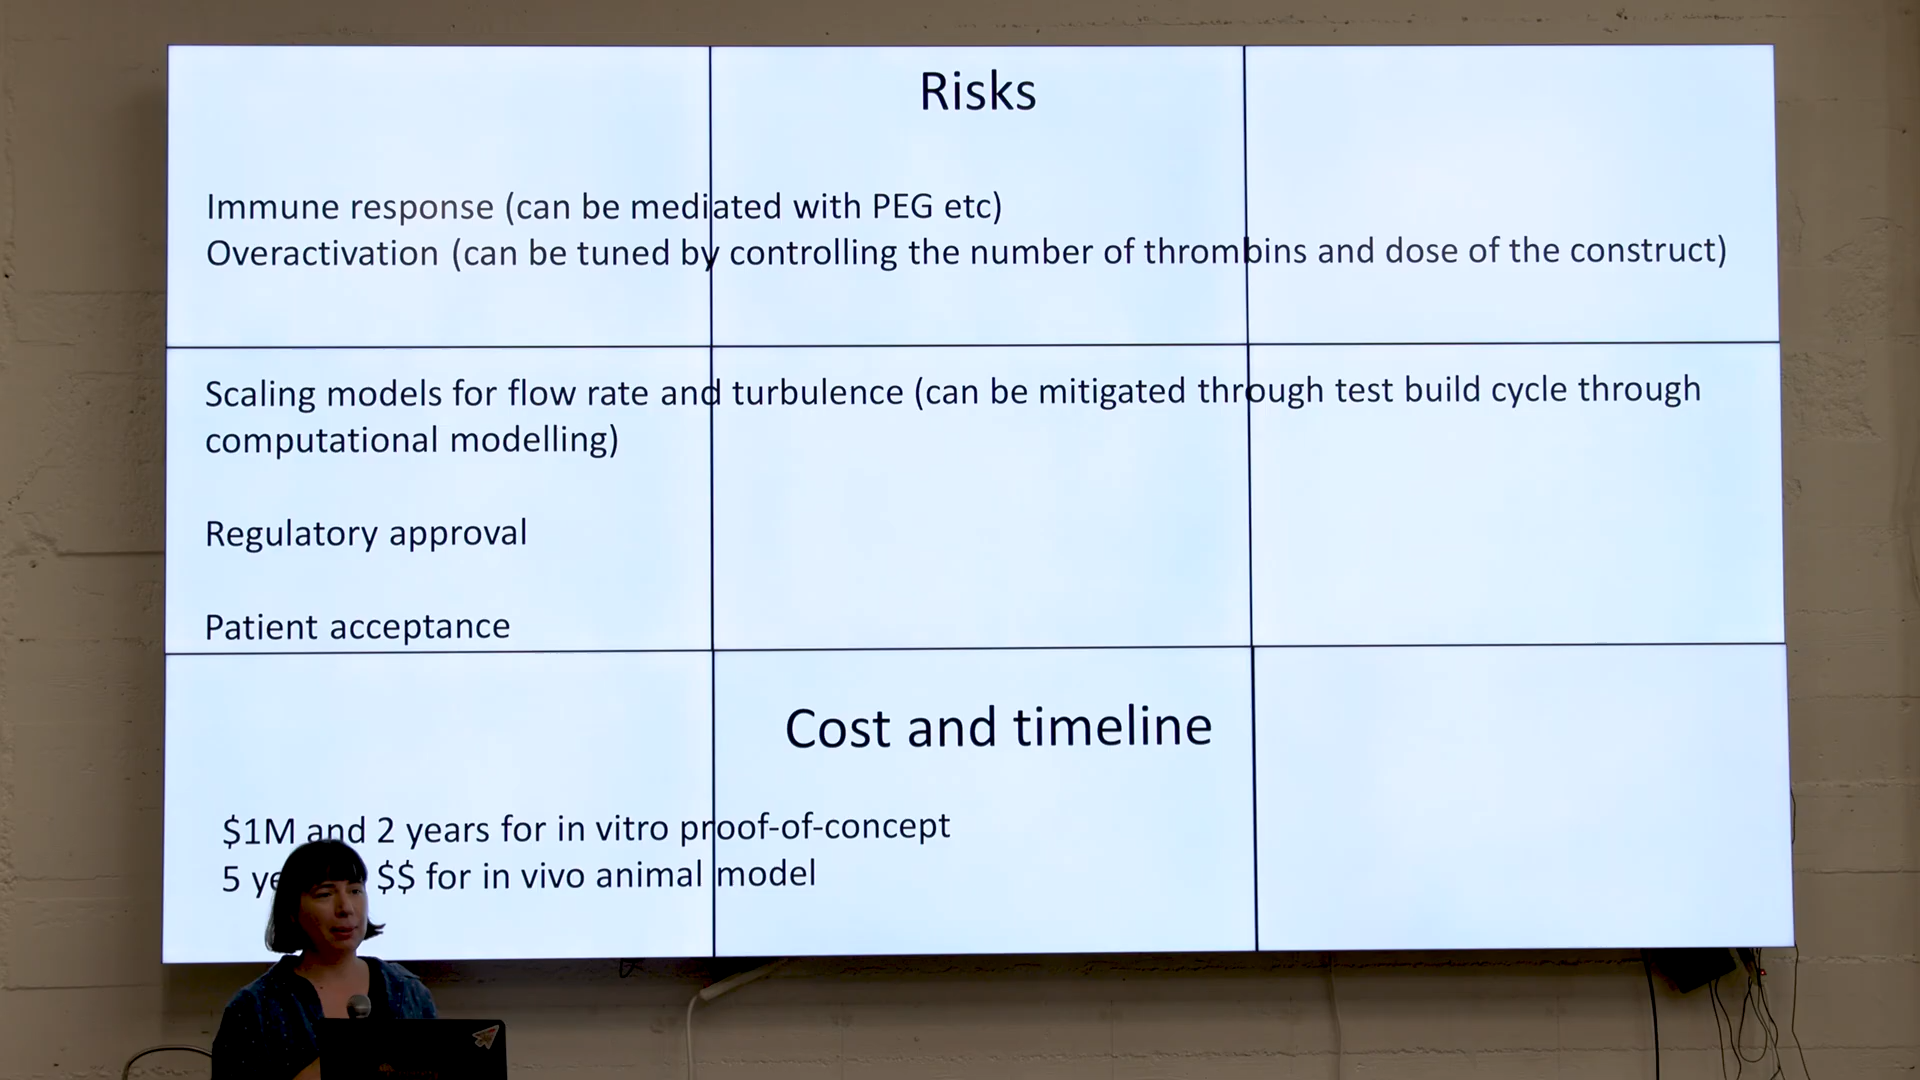 Risks
Immune response (can be mediated with PEG etc)
Overactivation (can be tuned by controlling the number of thrombins and dose of the construct)
Scaling models for flow rate and turbulence (can be mitigated through test build cycle through
computational modelling)
Regulatory approval
Patient acceptance
Cost and timeline
$1M and 2 years for in vitro proof-of-concept
5 $$ for in vivo animal model